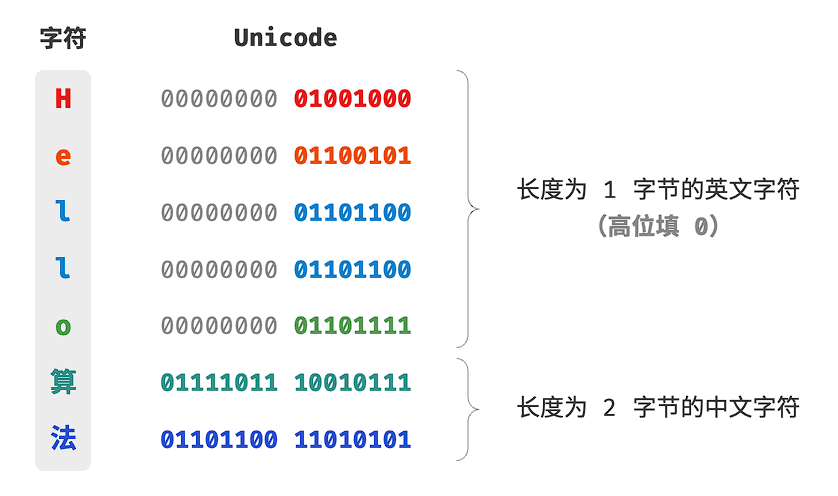 字符 Unicode
H 00000000 01001000
e 00000000 01100101
l 00000000 01101100
长度为 1 字节的英文字符
(高位填 0)
l 00000000 01101100
o 00000000 01101111
算 01111011 10010111
长度为 2 字节的中文字符
法 01101100 11010101